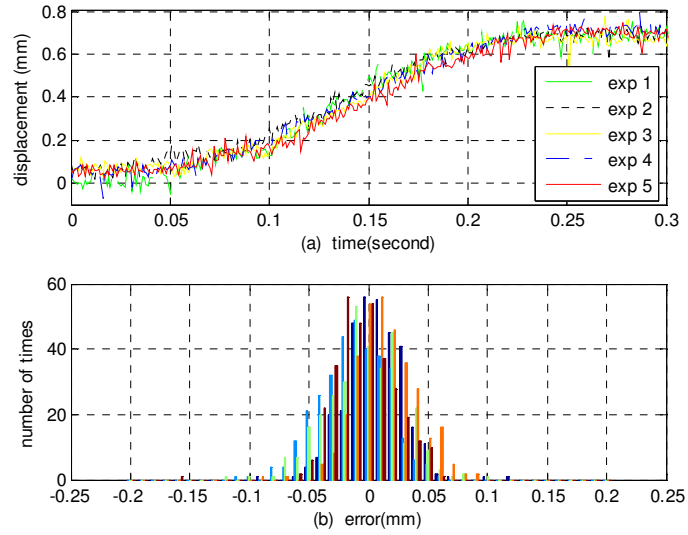 0.8
0.6
0.4
0.2
0
displacement (mm)
exp 1
exp 2
exp 3
exp 4
exp 5
0 0.05 0.1 0.15 0.2 0.25 0.3
(a) time(second)
60
40
20
0
number of times
-0.25 -0.2 -0.15 -0.1 -0.05 0 0.05 0.1 0.15 0.2 0.25
(b) error(mm)